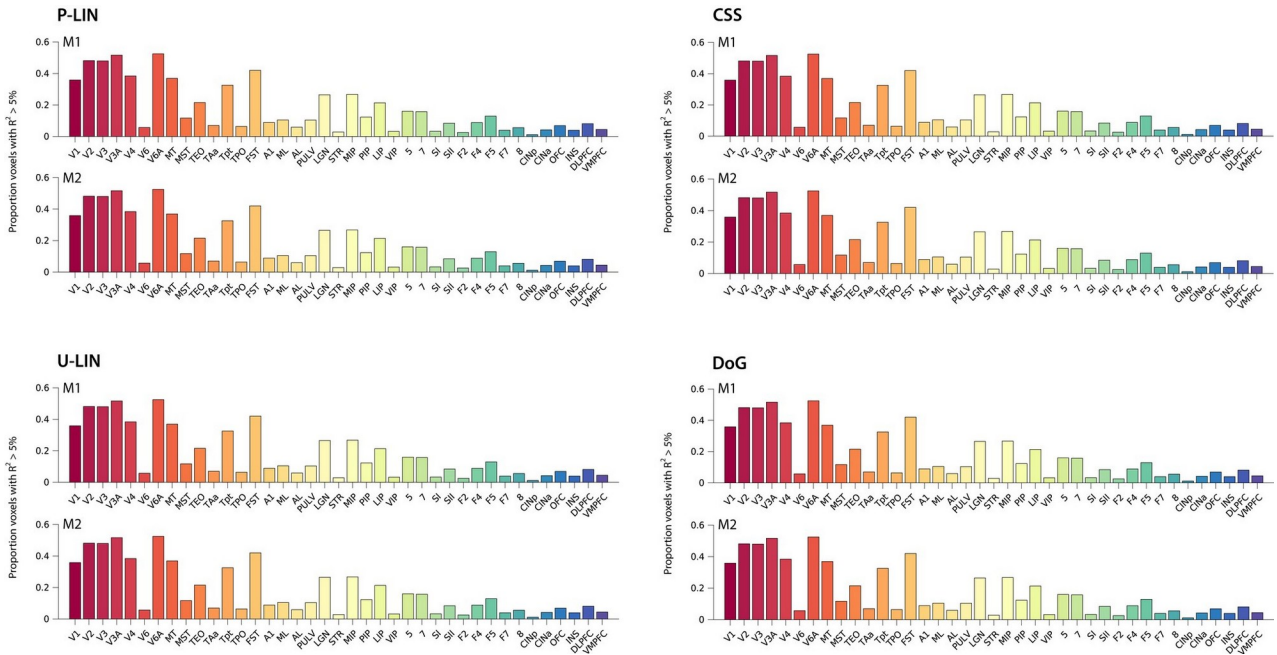 P-LIN
M1
0.6
0.4
0.2
0
V1 V2 V3 V3A V4 V6 V6A MT MST TEO TAa Tpt TPO FST A1 ML AL PULV LGN STR MIP PIP LIP VIP 5 7 SI SII F2 F4 F5 F7 8 CINp CINa OFC INS DLPFC VMPFC
M2
0.6
0.4
0.2
0
V1 V2 V3 V3A V4 V6 V6A MT MST TEO TAa Tpt TPO FST A1 ML AL PULV LGN STR MIP PIP LIP VIP 5 7 SI SII F2 F4 F5 F7 8 CINp CINa OFC INS DLPFC VMPFC
Proportion voxels with R² > 5%
CSS
M1
0.6
0.4
0.2
0
V1 V2 V3 V3A V4 V6 V6A MT MST TEO TAa Tpt TPO FST A1 ML AL PULV LGN STR MIP PIP LIP VIP 5 7 SI SII F2 F4 F5 F7 8 CINp CINa OFC INS DLPFC VMPFC
M2
0.6
0.4
0.2
0
V1 V2 V3 V3A V4 V6 V6A MT MST TEO TAa Tpt TPO FST A1 ML AL PULV LGN STR MIP PIP LIP VIP 5 7 SI SII F2 F4 F5 F7 8 CINp CINa OFC INS DLPFC VMPFC
Proportion voxels with R² > 5%
U-LIN
M1
0.6
0.4
0.2
0
V1 V2 V3 V3A V4 V6 V6A MT MST TEO TAa Tpt TPO FST A1 ML AL PULV LGN STR MIP PIP LIP VIP 5 7 SI SII F2 F4 F5 F7 8 CINp CINa OFC INS DLPFC VMPFC
M2
0.6
0.4
0.2
0
V1 V2 V3 V3A V4 V6 V6A MT MST TEO TAa Tpt TPO FST A1 ML AL PULV LGN STR MIP PIP LIP VIP 5 7 SI SII F2 F4 F5 F7 8 CINp CINa OFC INS DLPFC VMPFC
Proportion voxels with R² > 5%
DoG
M1
0.6
0.4
0.2
0
V1 V2 V3 V3A V4 V6 V6A MT MST TEO TAa Tpt TPO FST A1 ML AL PULV LGN STR MIP PIP LIP VIP 5 7 SI SII F2 F4 F5 F7 8 CINp CINa OFC INS DLPFC VMPFC
M2
0.6
0.4
0.2
0
V1 V2 V3 V3A V4 V6 V6A MT MST TEO TAa Tpt TPO FST A1 ML AL PULV LGN STR MIP PIP LIP VIP 5 7 SI SII F2 F4 F5 F7 8 CINp CINa OFC INS DLPFC VMPFC
Proportion voxels with R² > 5%